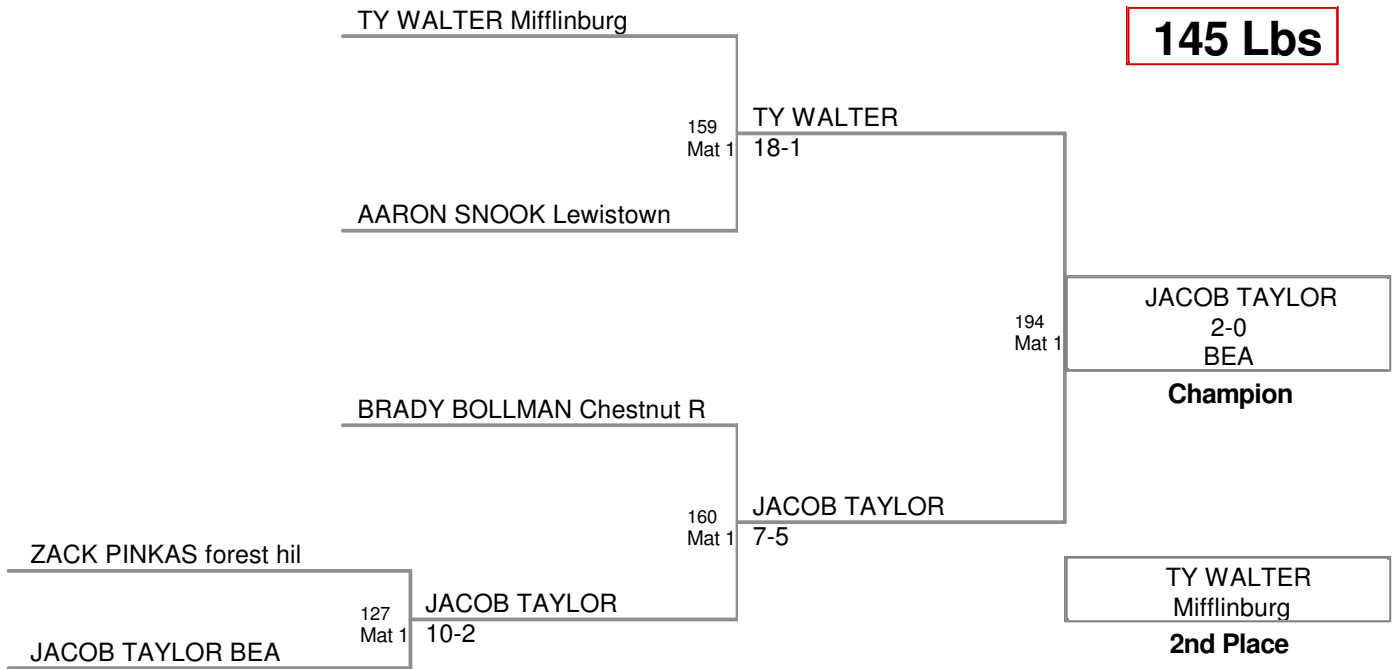 TY WALTER Mifflinburg
145 Lbs
159
Mat 1
TY WALTER
18-1
AARON SNOOK Lewistown
194
Mat 1
JACOB TAYLOR
2-0
BEA
Champion
BRADY BOLLMAN Chestnut R
160
Mat 1
JACOB TAYLOR
7-5
ZACK PINKAS forest hil
127
Mat 1
JACOB TAYLOR
10-2
JACOB TAYLOR BEA
TY WALTER
Mifflinburg
2nd Place